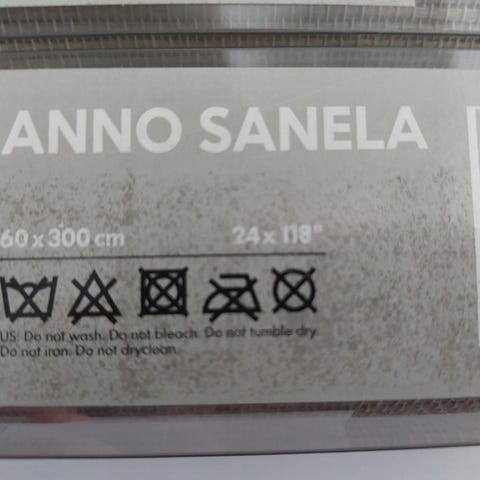 ANNO SANELA
60 x 300 cm 24 x 118"
US: Do not wash. Do not bleach. Do not tumble dry.
Do not iron. Do not dryclean.